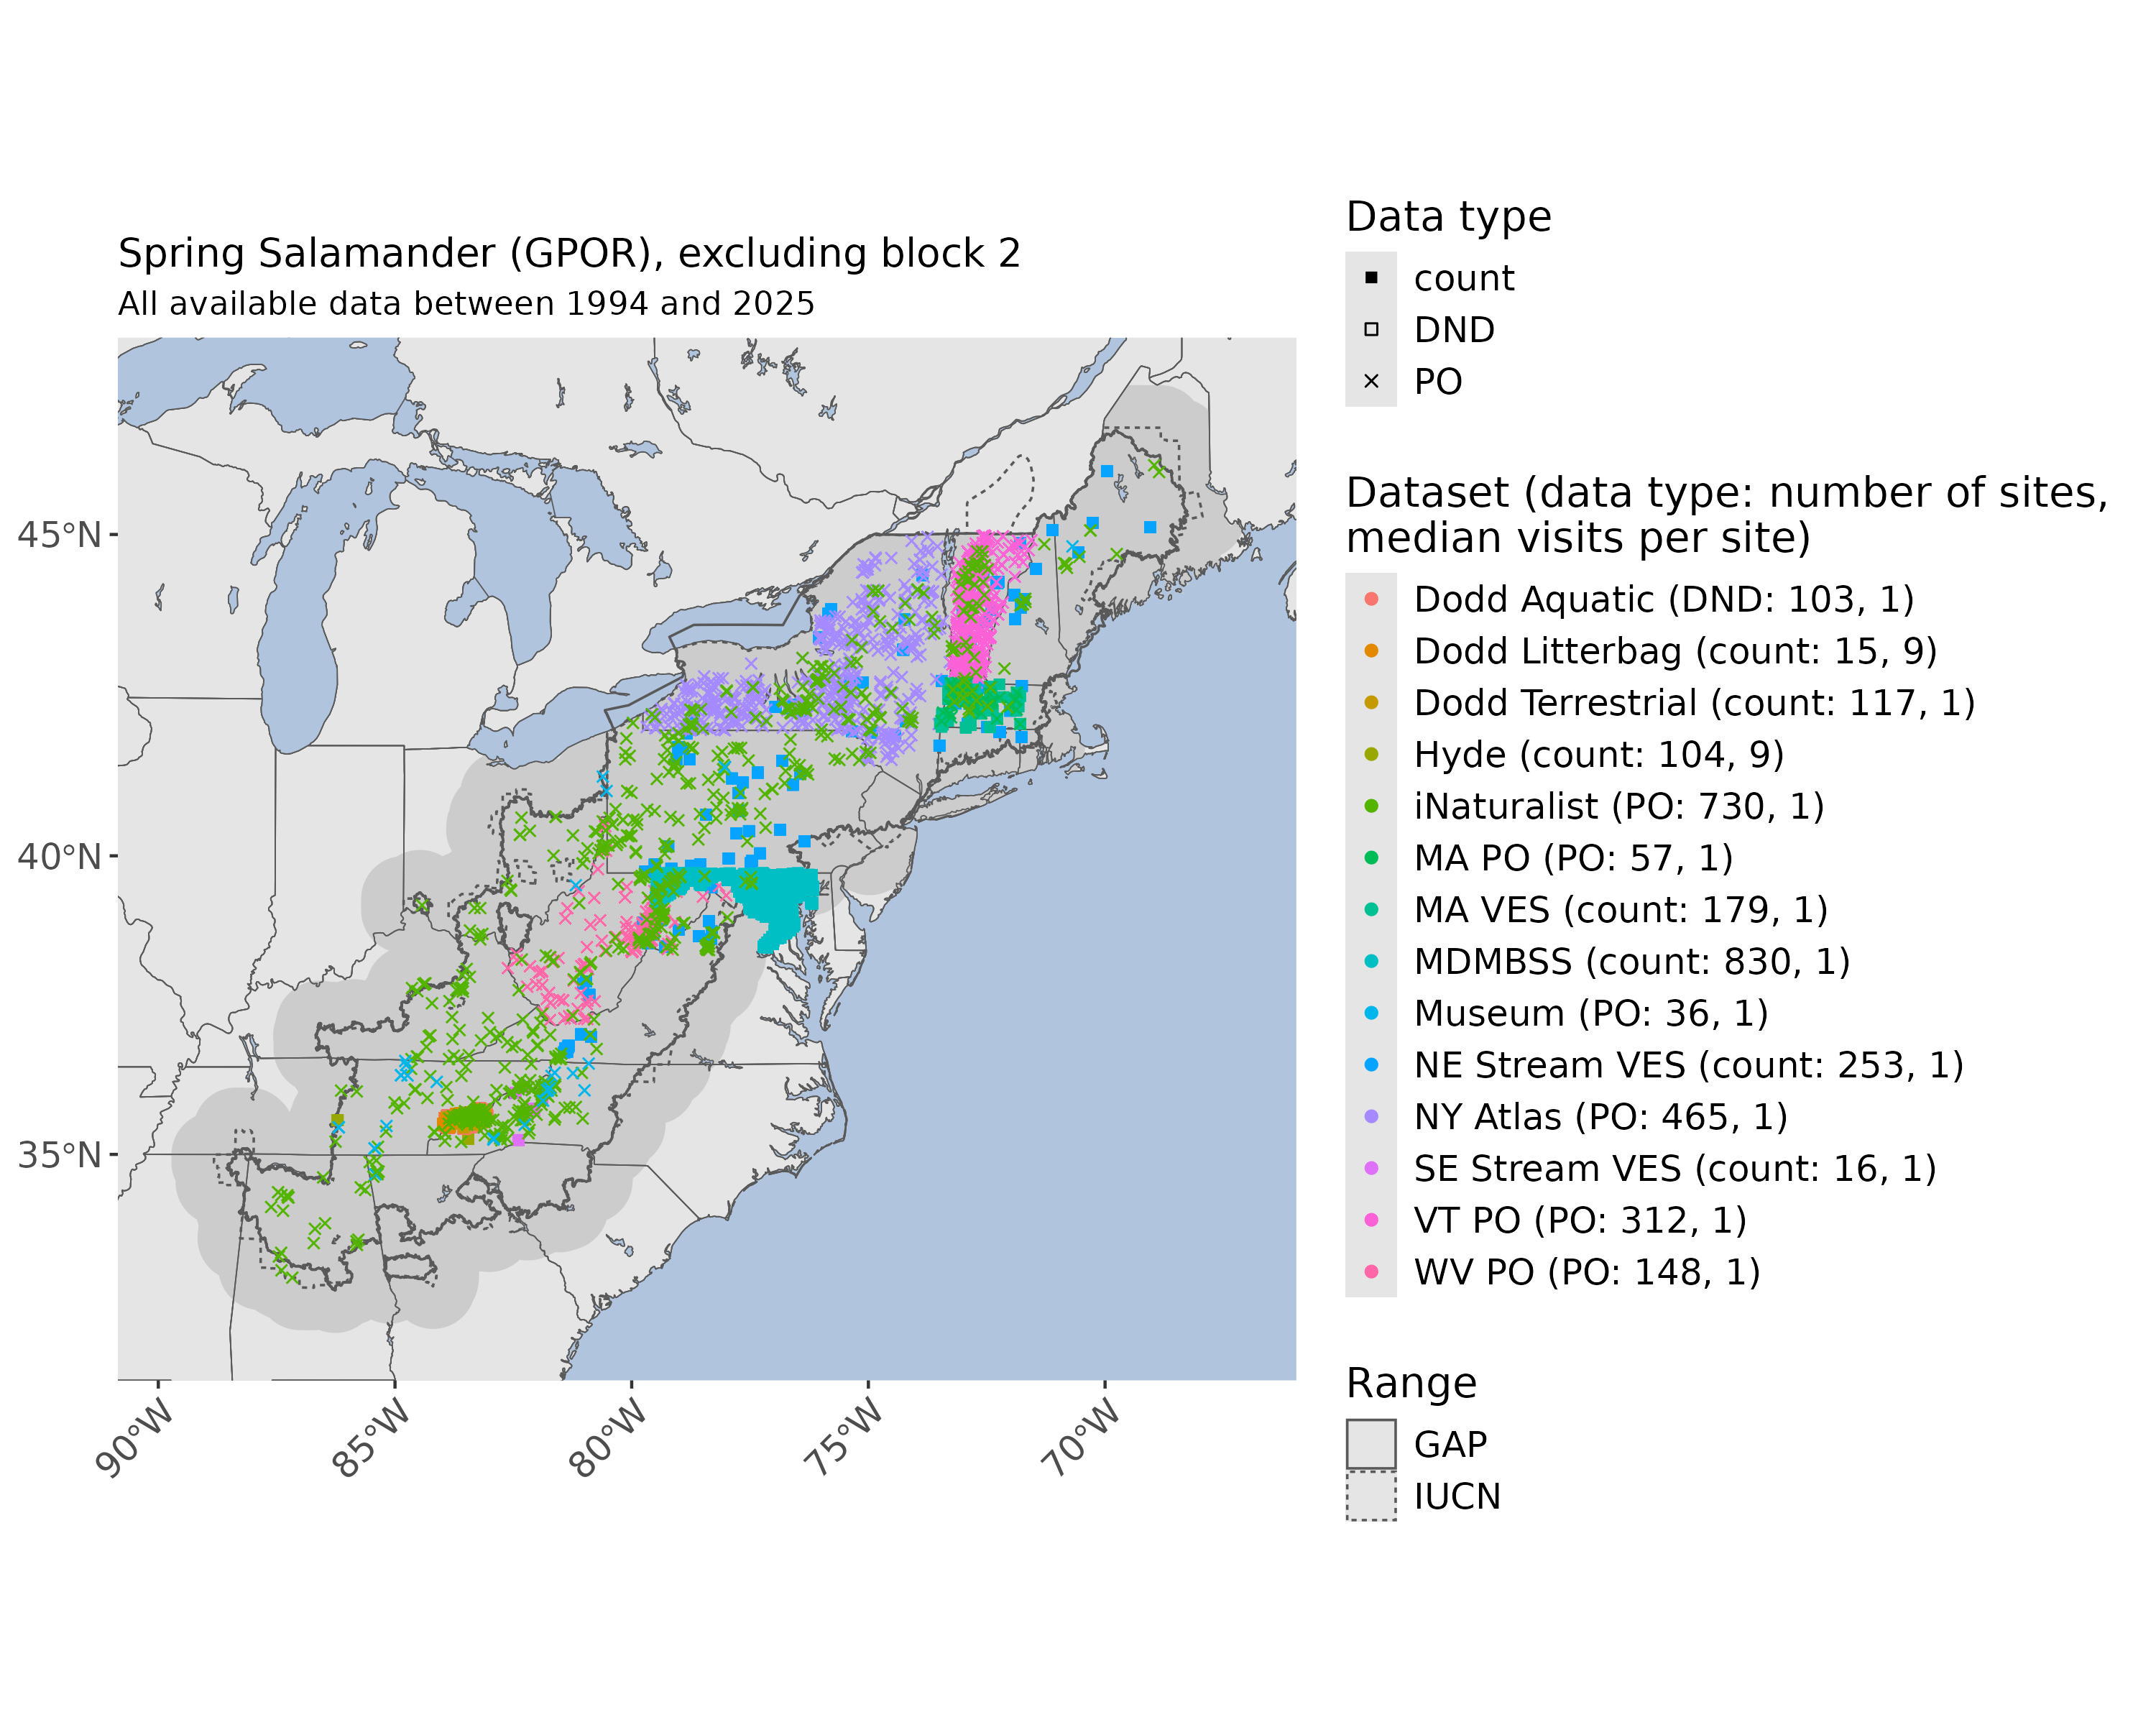 Spring Salamander (GPOR), excluding block 2
All available data between 1994 and 2025
45°N
40°N
35°N
90°W
85°W
80°W
75°W
70°W
Data type
count
DND
PO
Dataset (data type: number of sites,
median visits per site)
Dodd Aquatic (DND: 103, 1)
Dodd Litterbag (count: 15, 9)
Dodd Terrestrial (count: 117, 1)
Hyde (count: 104, 9)
iNaturalist (PO: 730, 1)
MA PO (PO: 57, 1)
MA VES (count: 179, 1)
MDMBSS (count: 830, 1)
Museum (PO: 36, 1)
NE Stream VES (count: 253, 1)
NY Atlas (PO: 465, 1)
SE Stream VES (count: 16, 1)
VT PO (PO: 312, 1)
WV PO (PO: 148, 1)
Range
GAP
IUCN